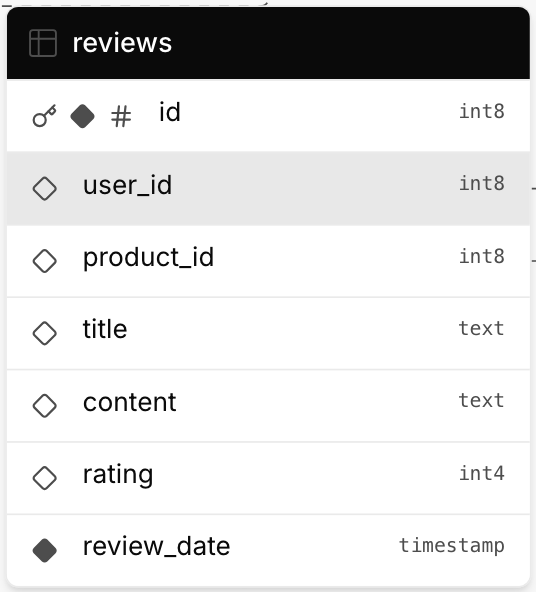 reviews
# id int8
user_id int8
product_id int8
title text
content text
rating int4
review_date timestamp